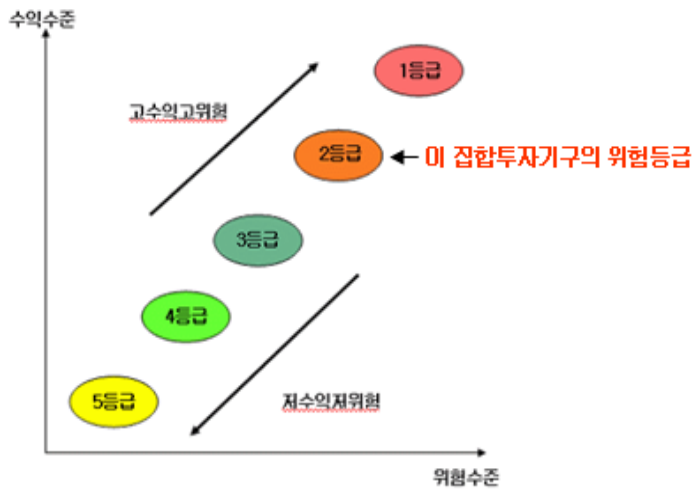 수익수준
1등급
고수익고위험
2등급
이 집합투자기구의 위험등급
3등급
4등급
5등급
저수익저위험
위험수준